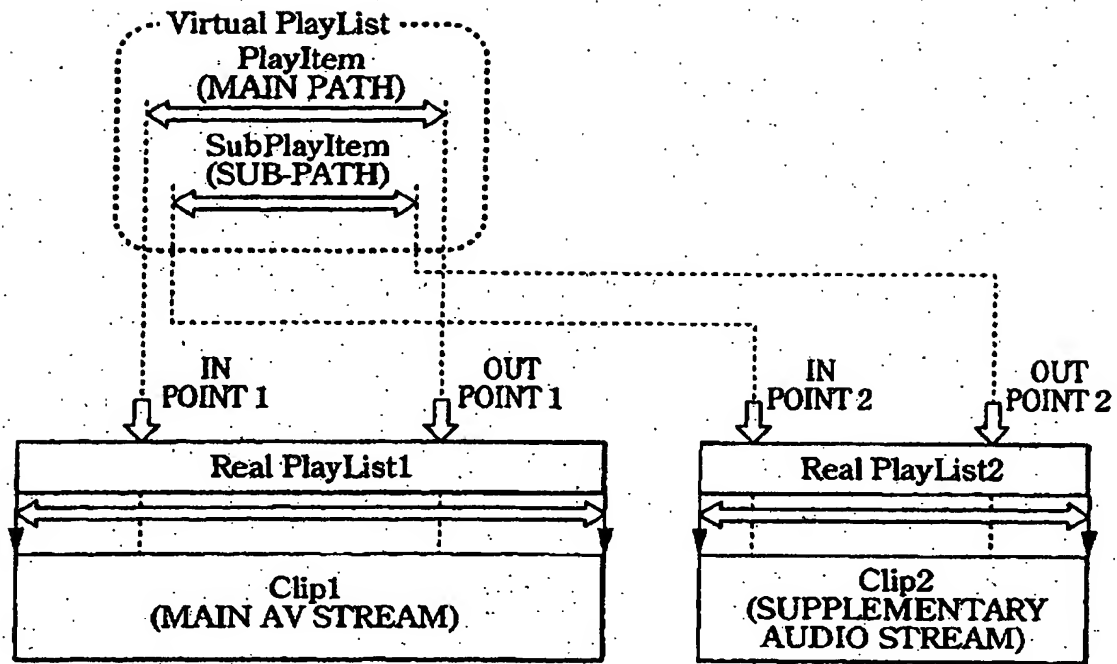 Virtual PlayList
PlayItem
(MAIN PATH)
SubPlayItem
(SUB-PATH)
IN
POINT 1
OUT
POINT 1
IN
POINT 2
OUT
POINT 2
Real PlayList1
Real PlayList2
Clip1
(MAIN AV STREAM)
Clip2
(SUPPLEMENTARY
AUDIO STREAM)